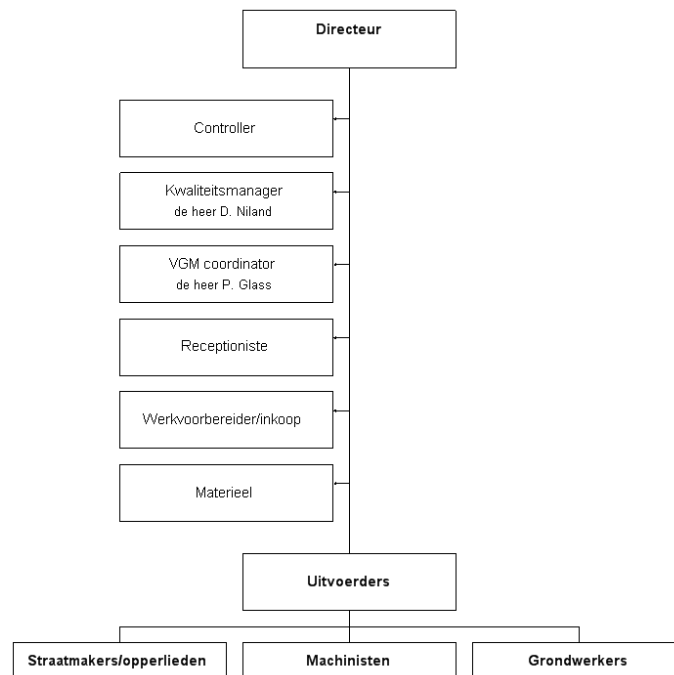 Directeur
Controller
Kwaliteitsmanager
de heer D. Niland
VGM coordinator
de heer P. Glass
Receptioniste
Werkvoorbereider/inkoop
Materieel
Uitvoerders
Straatmakers/opperlieden
Machinisten
Grondwerkers